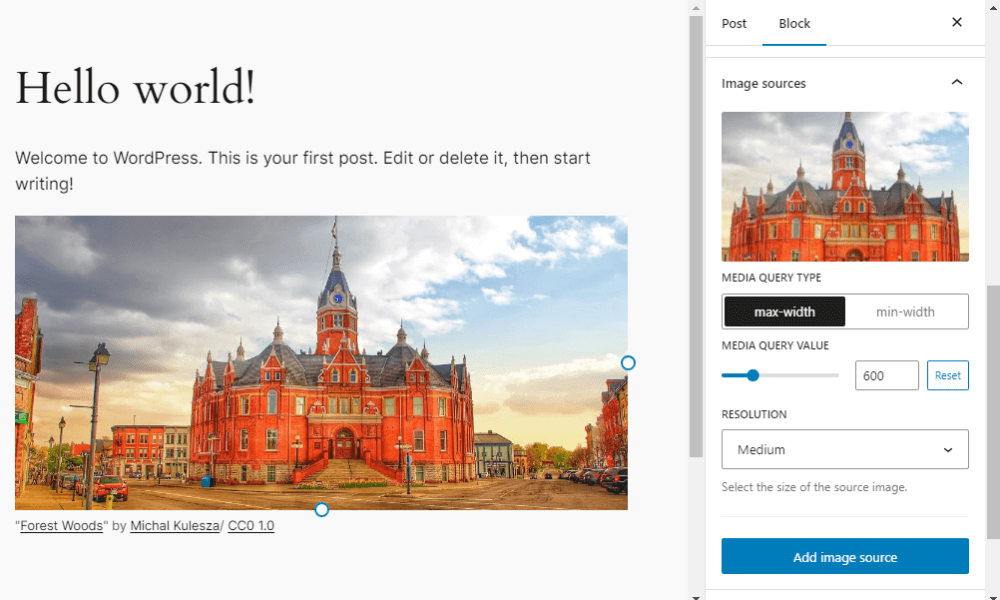 Hello world!
Welcome to WordPress. This is your first post. Edit or delete it, then start
writing!
"Forest Woods" by Michal Kulesza/ CC0 1.0
Post Block
Image sources
MEDIA QUERY TYPE
max-width min-width
MEDIA QUERY VALUE
600 Reset
RESOLUTION
Medium
Select the size of the source image.
Add image source